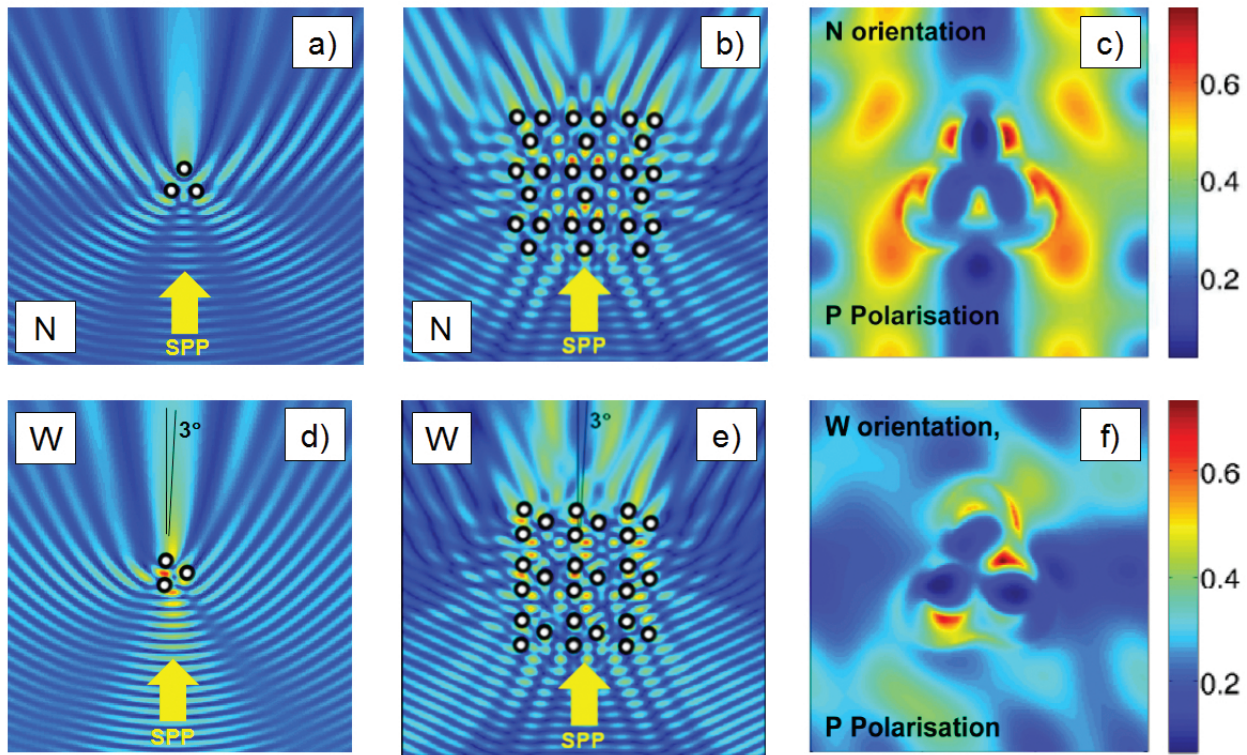 a)
N
SPP
b)
N
SPP
N orientation
c)
P Polarisation
0.6
0.4
0.2
W
3°
d)
SPP
W
3°
e)
SPP
W orientation,
f)
P Polarisation
0.6
0.4
0.2